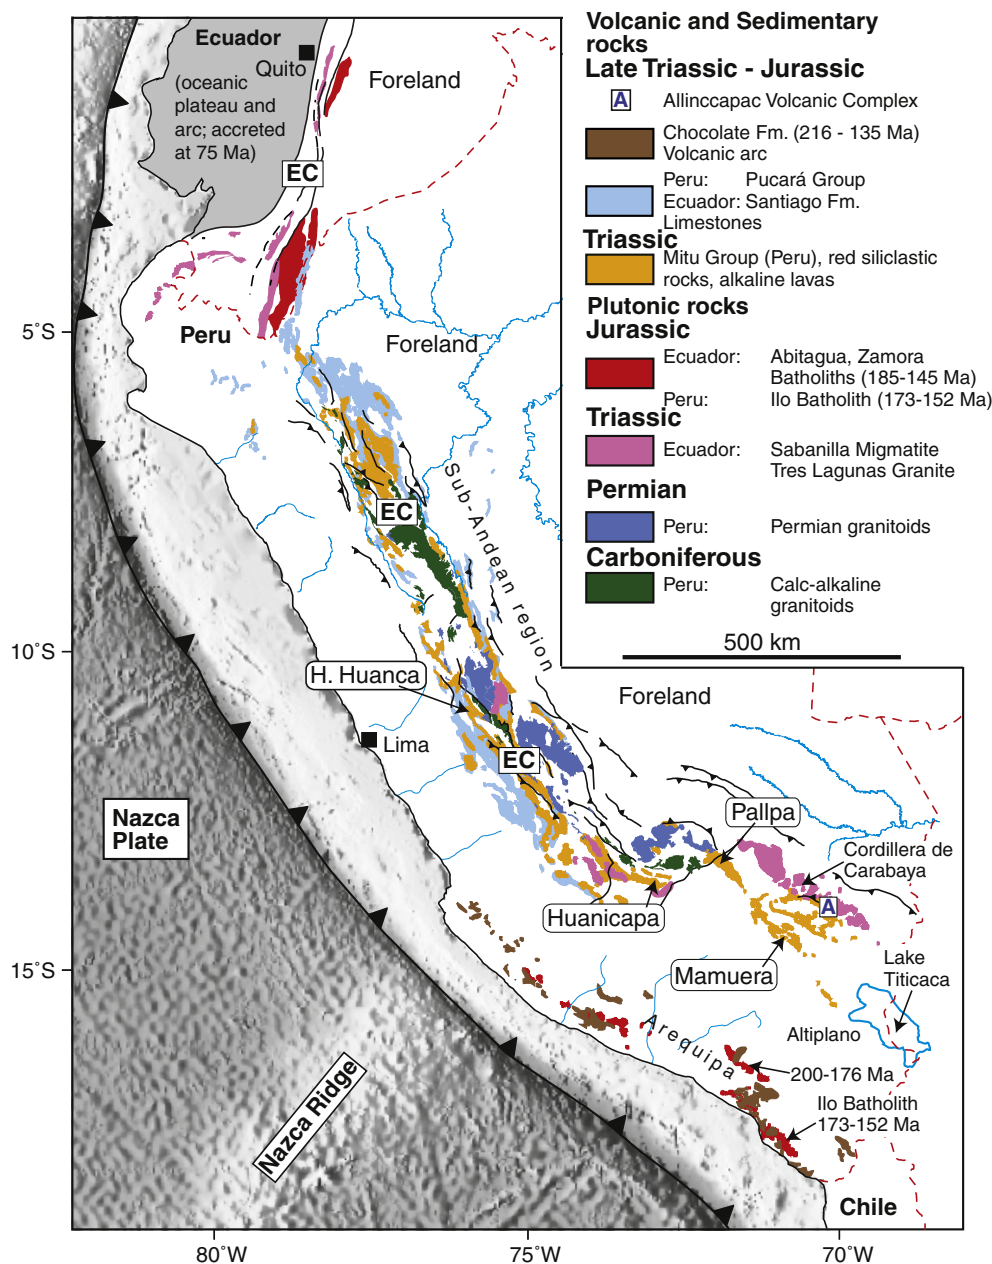 Volcanic and Sedimentary
rocks
Late Triassic - Jurassic
A Allinccapac Volcanic Complex
Chocolate Fm. (216 - 135 Ma)
Volcanic arc
Peru: Pucará Group
Ecuador: Santiago Fm.
Limestones
Triassic
Mitu Group (Peru), red siliclastic
rocks, alkaline lavas
Plutonic rocks
Jurassic
Ecuador: Abitagua, Zamora
Batholiths (185-145 Ma)
Peru: Ilo Batholith (173-152 Ma)
Triassic
Ecuador: Sabanilla Migmatite
Tres Lagunas Granite
Permian
Peru: Permian granitoids
Carboniferous
Peru: Calc-alkaline
granitoids
500 km
Ecuador
Quito
(oceanic
plateau and
arc; accreted
at 75 Ma)
Foreland
EC
Peru
Foreland
EC
Sub-Andean region
H. Huanca
Lima
EC
Foreland
Nazca
Plate
Pallpa
Cordillera de
Carabaya
A
Huanicapa
Mamuera
Lake
Titicaca
Altiplano
Arequipa
200-176 Ma
Ilo Batholith
173-152 Ma
Nazca Ridge
Chile
5°S
10°S
15°S
80°W
75°W
70°W